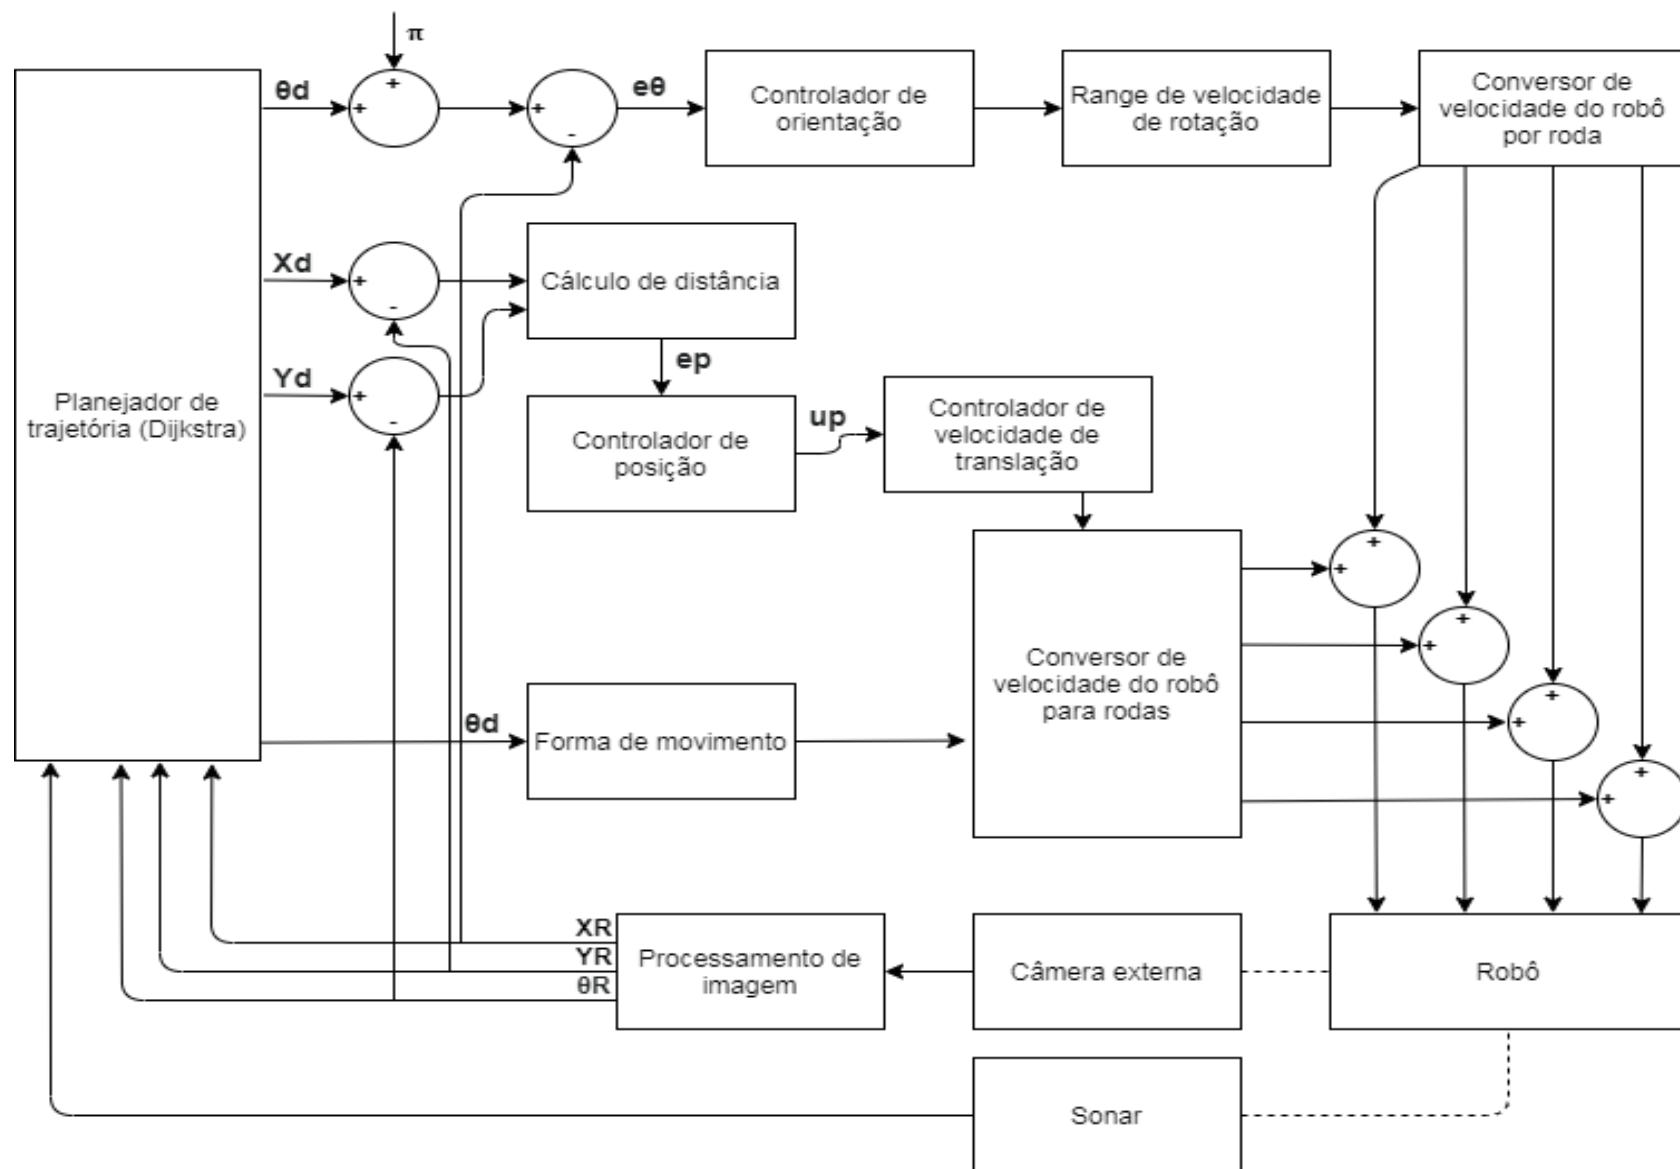 π
θd
+
+
+
-
eθ
Controlador de
orientação
Range de velocidade
de rotação
Conversor de
velocidade do robô
por roda
Xd
+
-
Cálculo de distância
ep
Yd
+
-
Planejador de
trajetória (Dijkstra)
Controlador de
posição
up
Controlador de
velocidade de
translação
+
+
+
+
Conversor de
velocidade do robô
para rodas
+
+
θd
Forma de movimento
+
+
XR
YR
θR
Processamento de
imagem
Câmera externa
Robô
Sonar